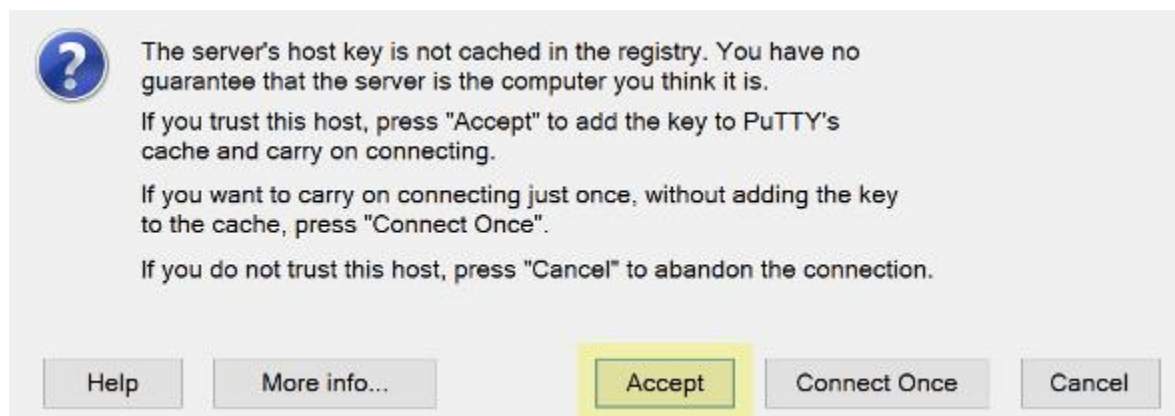 The server's host key is not cached in the registry. You have no
guarantee that the server is the computer you think it is.
If you trust this host, press "Accept" to add the key to PuTTY's
cache and carry on connecting.
If you want to carry on connecting just once, without adding the key
to the cache, press "Connect Once".
If you do not trust this host, press "Cancel" to abandon the connection.
Help More info... Accept Connect Once Cancel